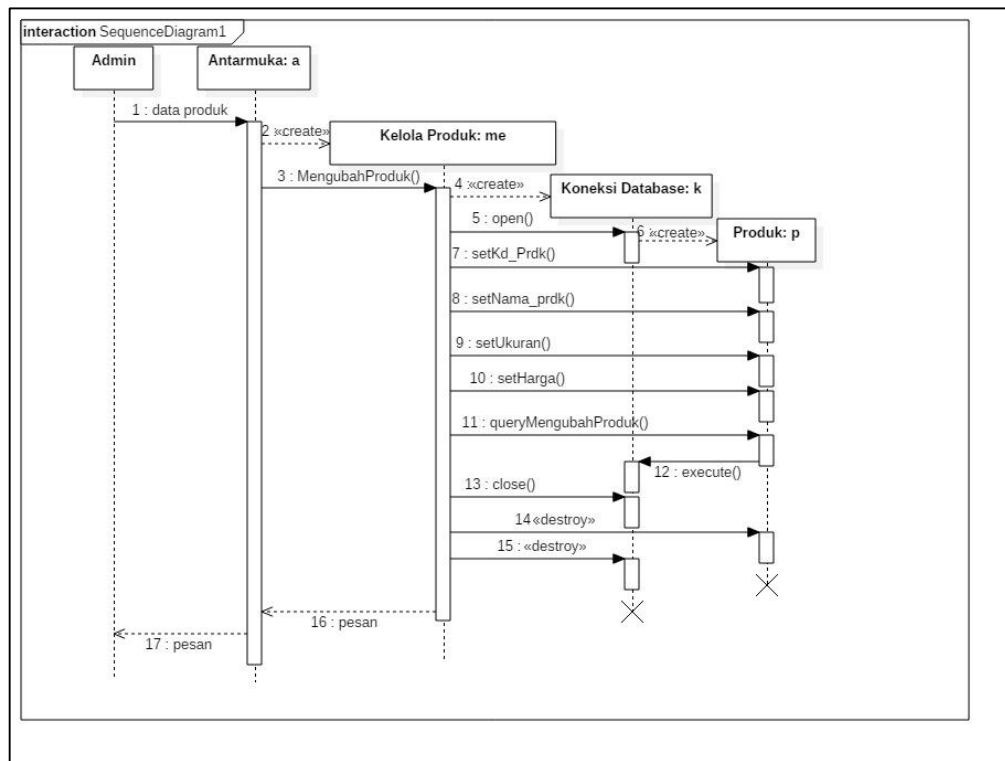 interaction SequenceDiagram1
Admin
Antarmuka: a
1 : data produk
2 : «create»
Kelola Produk: me
3 : MengubahProduk()
4 : «create»
Koneksi Database: k
5 : open()
6 : «create»
Produk: p
7 : setKd_Prdk()
8 : setNama_prdk()
9 : setUkuran()
10 : setHarga()
11 : queryMengubahProduk()
12 : execute()
13 : close()
14 : «destroy»
15 : «destroy»
16 : pesan
17 : pesan